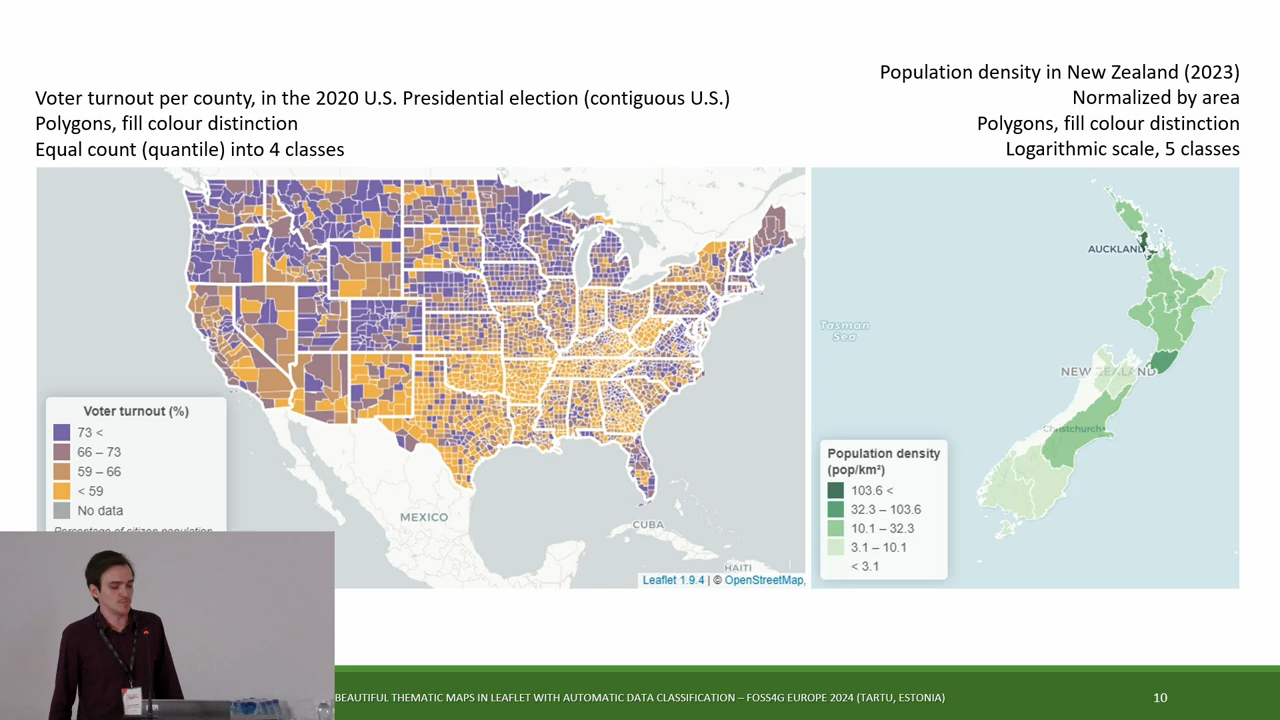 Population density in New Zealand (2023)
Normalized by area
Polygons, fill colour distinction
Logarithmic scale, 5 classes
Voter turnout per county, in the 2020 U.S. Presidential election (contiguous U.S.)
Polygons, fill colour distinction
Equal count (quantile) into 4 classes
Voter turnout (%)
73 <
66 – 73
59 – 66
< 59
No data
Percentage of citizen population
MEXICO
CUBA
HAITI
Leaflet 1.9.4 | © OpenStreetMap,
AUCKLAND
Tasman
Sea
NEW ZEALAND
Christchurch
Population density
(pop/km²)
103.6 <
32.3 – 103.6
10.1 – 32.3
3.1 – 10.1
< 3.1
BEAUTIFUL THEMATIC MAPS IN LEAFLET WITH AUTOMATIC DATA CLASSIFICATION – FOSS4G EUROPE 2024 (TARTU, ESTONIA)
10